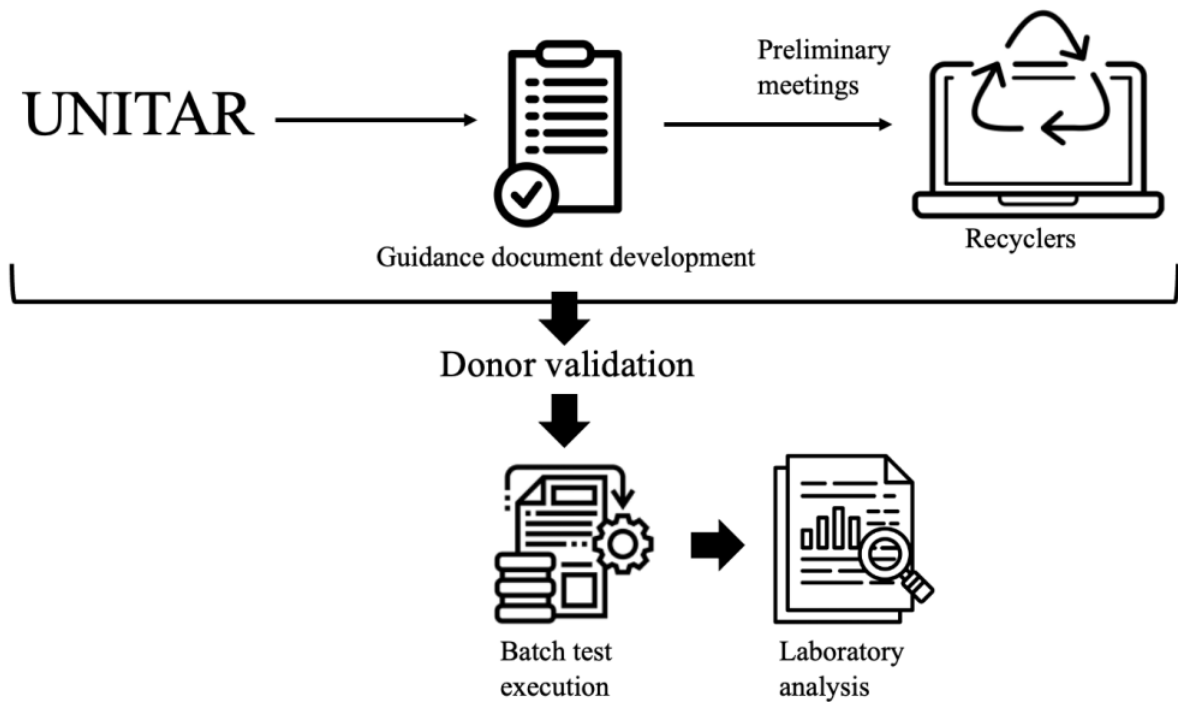 UNITAR
Preliminary
meetings
Guidance document development
Recyclers
Donor validation
Batch test
execution
Laboratory
analysis